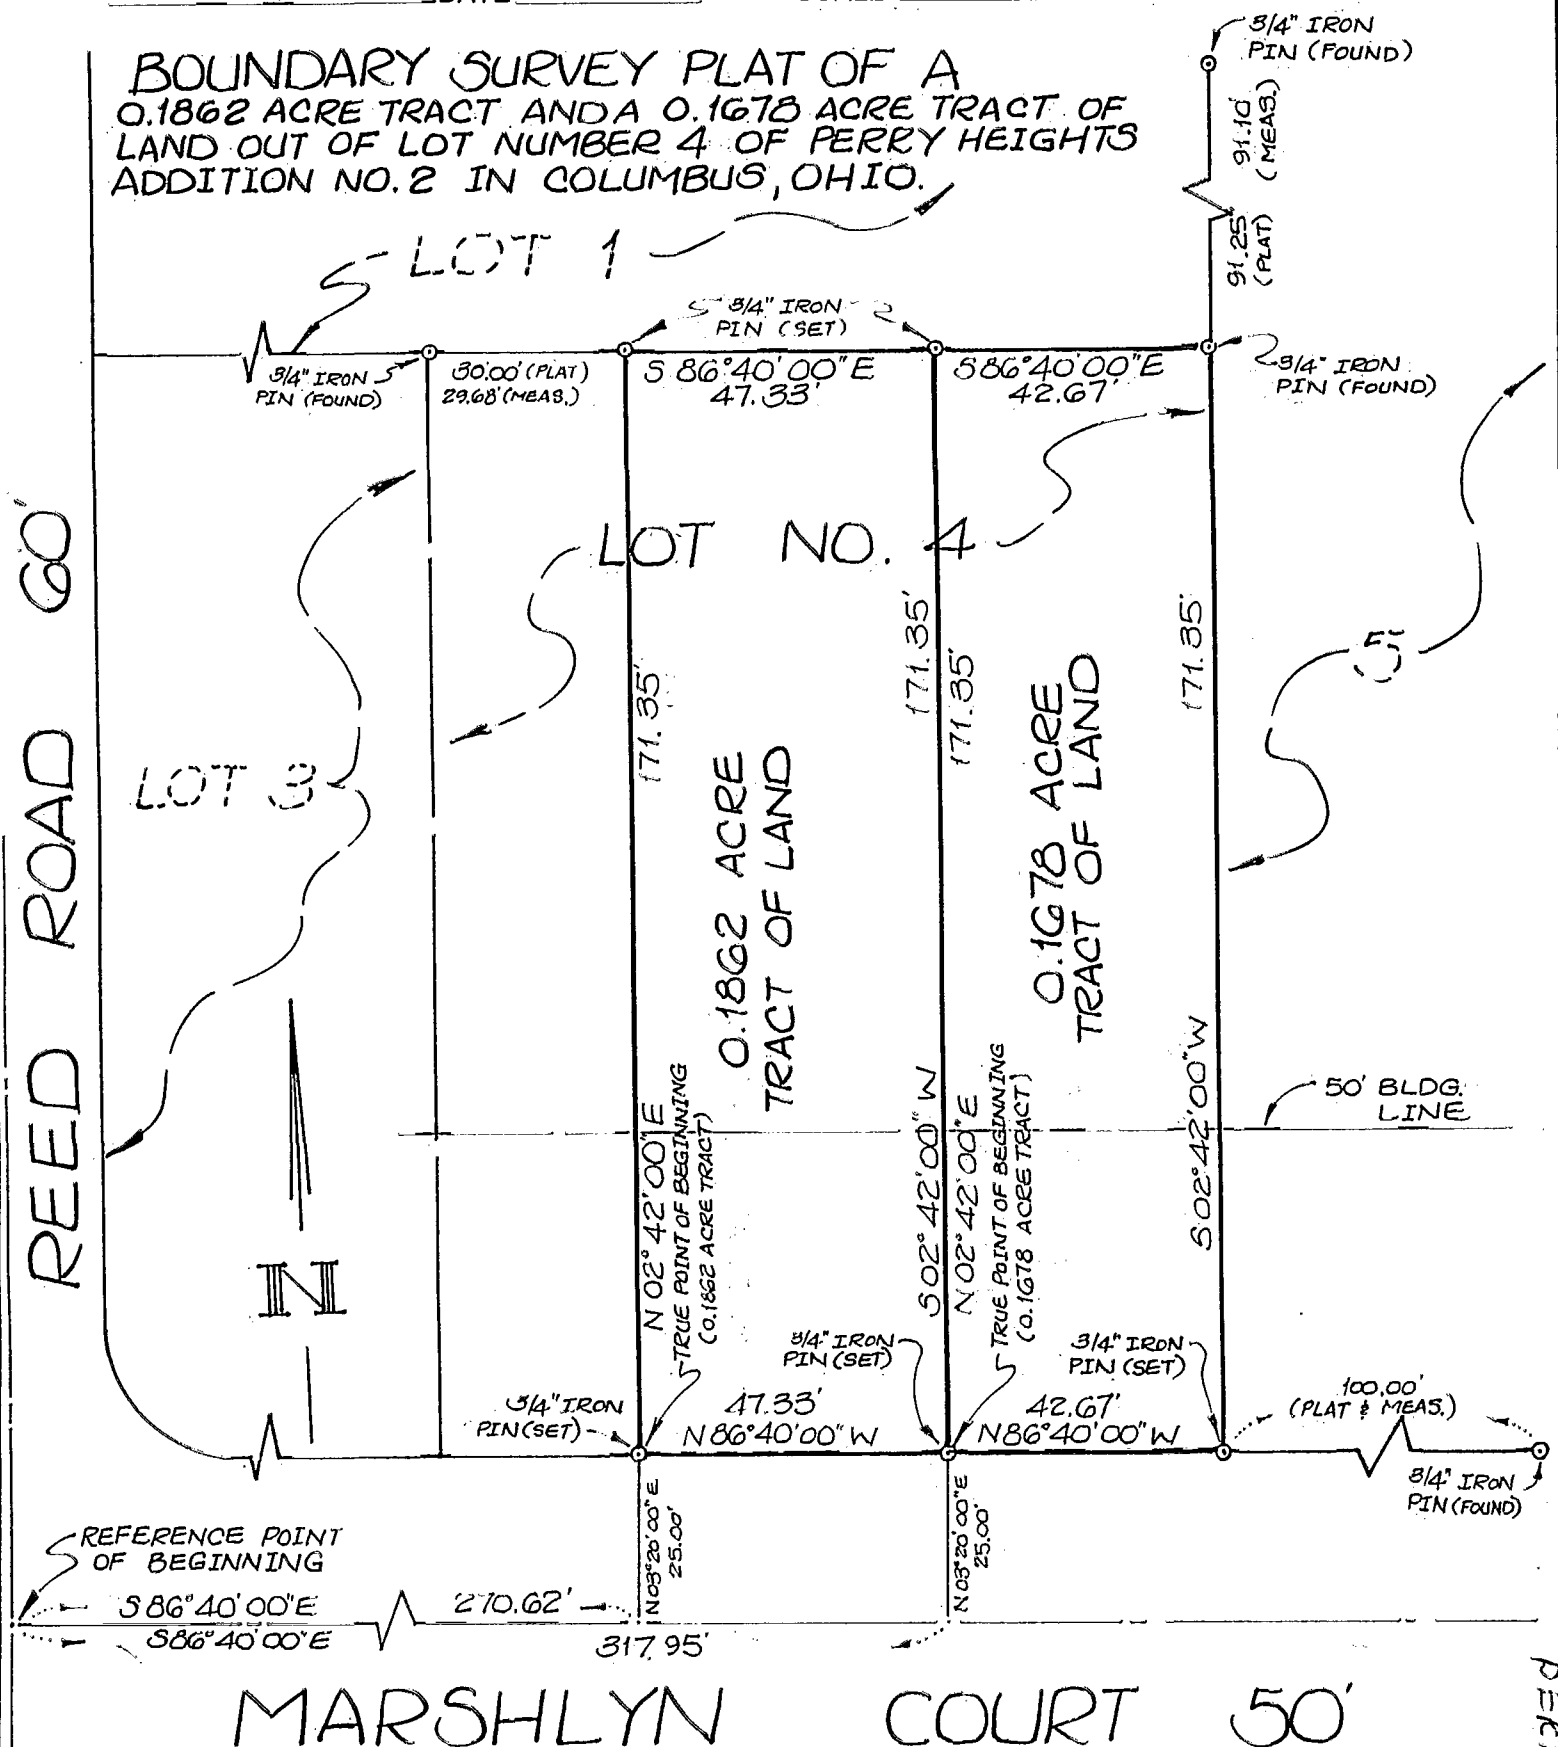 BOUNDARY SURVEY PLAT OF A
0.1862 ACRE TRACT AND A 0.1678 ACRE TRACT OF
LAND OUT OF LOT NUMBER 4 OF PERRY HEIGHTS
ADDITION NO. 2 IN COLUMBUS, OHIO.
3/4" IRON
PIN (FOUND)
91.10'
(MEAS.)
91.25'
(PLAT)
LOT 1
3/4" IRON
PIN (SET)
3/4" IRON
PIN (FOUND)
30.00' (PLAT)
29.68' (MEAS.)
S 86°40'00"E
47.33'
S86°40'00"E
42.67'
3/4" IRON
PIN (FOUND)
LOT NO. 4
REED ROAD 60'
LOT 3
5
171.35'
171.35'
171.35'
171.35'
0.1862 ACRE
TRACT OF LAND
0.1678 ACRE
TRACT OF LAND
50' BLDG.
LINE
N 02°42'00"E
TRUE POINT OF BEGINNING
(0.1862 ACRE TRACT)
S02°42'00"W
N 02°42'00"E
TRUE POINT OF BEGINNING
(0.1678 ACRE TRACT)
S02°42'00"W
N
3/4" IRON
PIN (SET)
3/4" IRON
PIN (SET)
3/4" IRON
PIN (SET)
47.33'
N86°40'00"W
42.67'
N86°40'00"W
100.00'
(PLAT & MEAS.)
3/4" IRON
PIN (FOUND)
N03°20'00"E
25.00'
N03°20'00"E
25.00'
REFERENCE POINT
OF BEGINNING
S86°40'00"E 270.62'
S86°40'00"E 317.95'
MARSHLYN COURT 50'